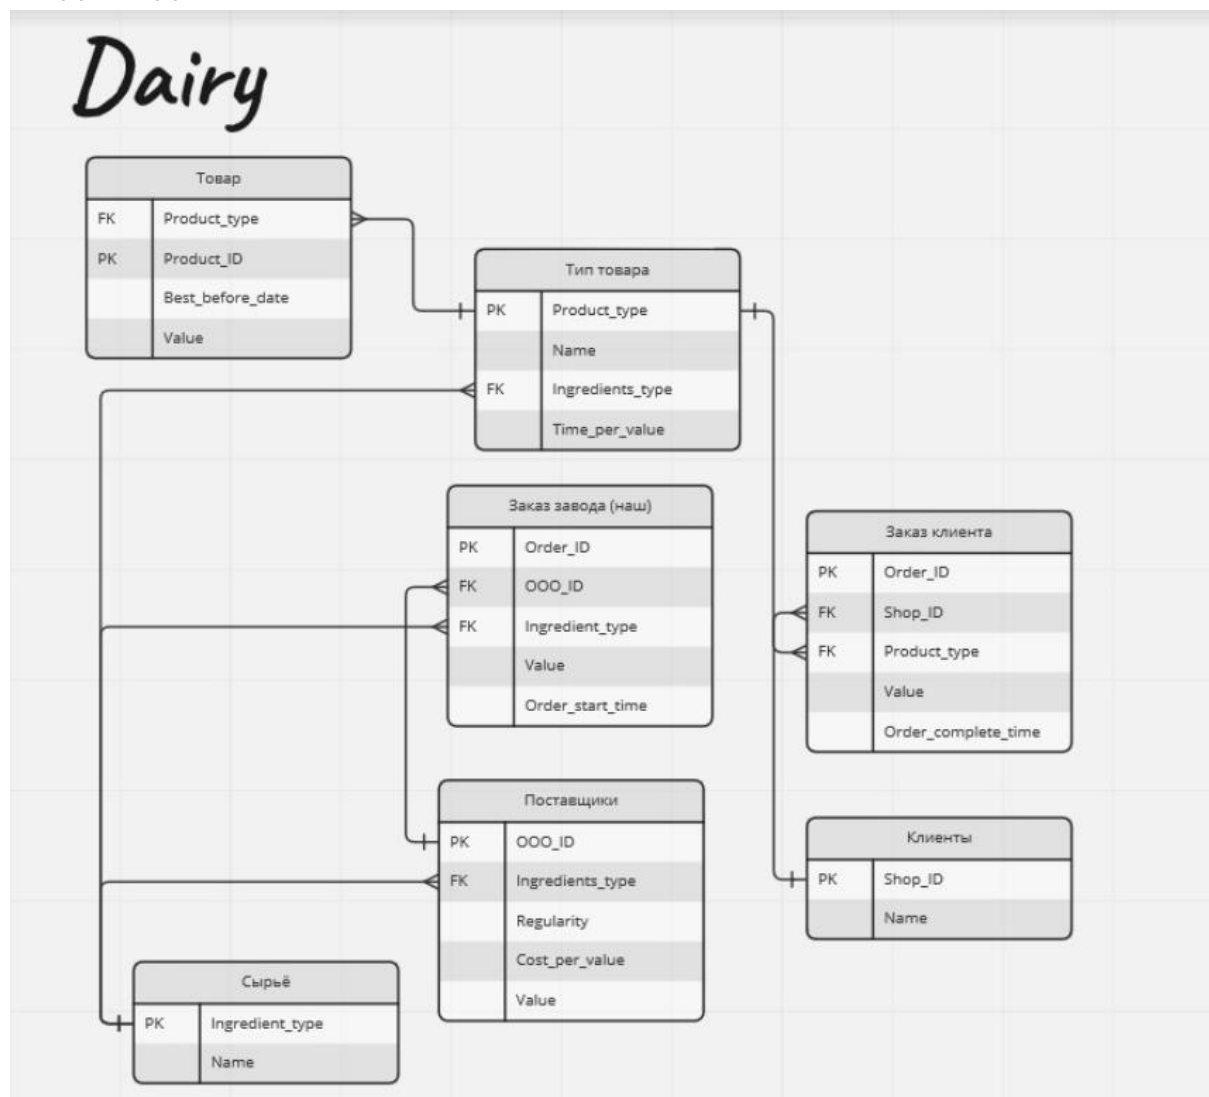 Dairy
Товар
FK Product_type
PK Product_ID
Best_before_date
Value
Тип товара
PK Product_type
Name
FK Ingredients_type
Time_per_value
Заказ завода (наш)
PK Order_ID
FK OOO_ID
FK Ingredient_type
Value
Order_start_time
Заказ клиента
PK Order_ID
FK Shop_ID
FK Product_type
Value
Order_complete_time
Поставщики
PK OOO_ID
FK Ingredients_type
Regularity
Cost_per_value
Value
Клиенты
PK Shop_ID
Name
Сырьё
PK Ingredient_type
Name